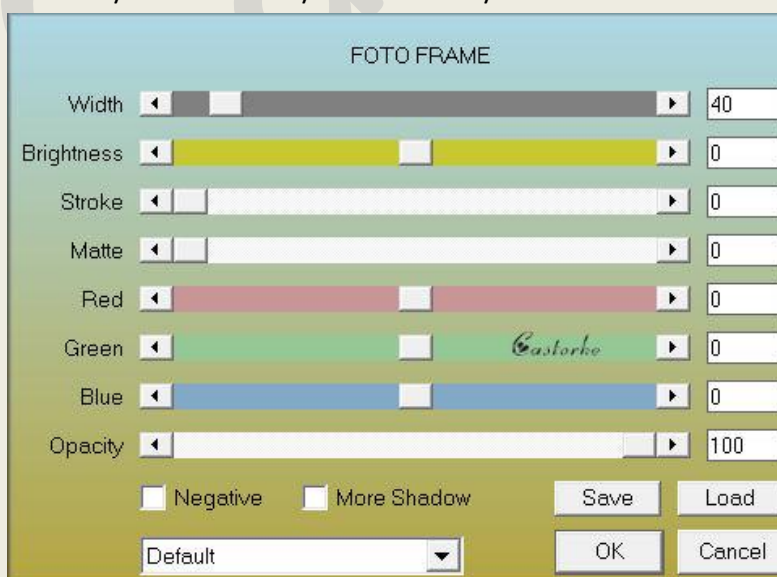 FOTO FRAME
Width 40
Brightness 0
Stroke 0
Matte 0
Red 0
Green Castorke 0
Blue 0
Opacity 100
Negative More Shadow Save Load
Default OK Cancel